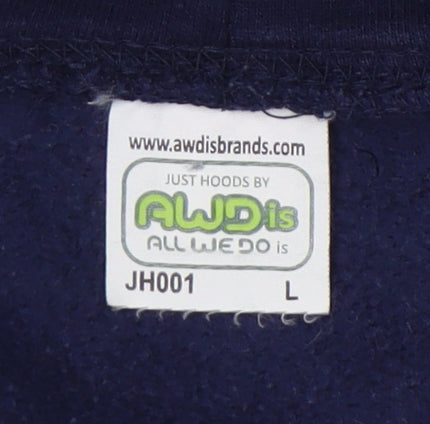 www.awdisbrands.com
JUST HOODS BY
AWDis
ALL WE DO is
JH001 L